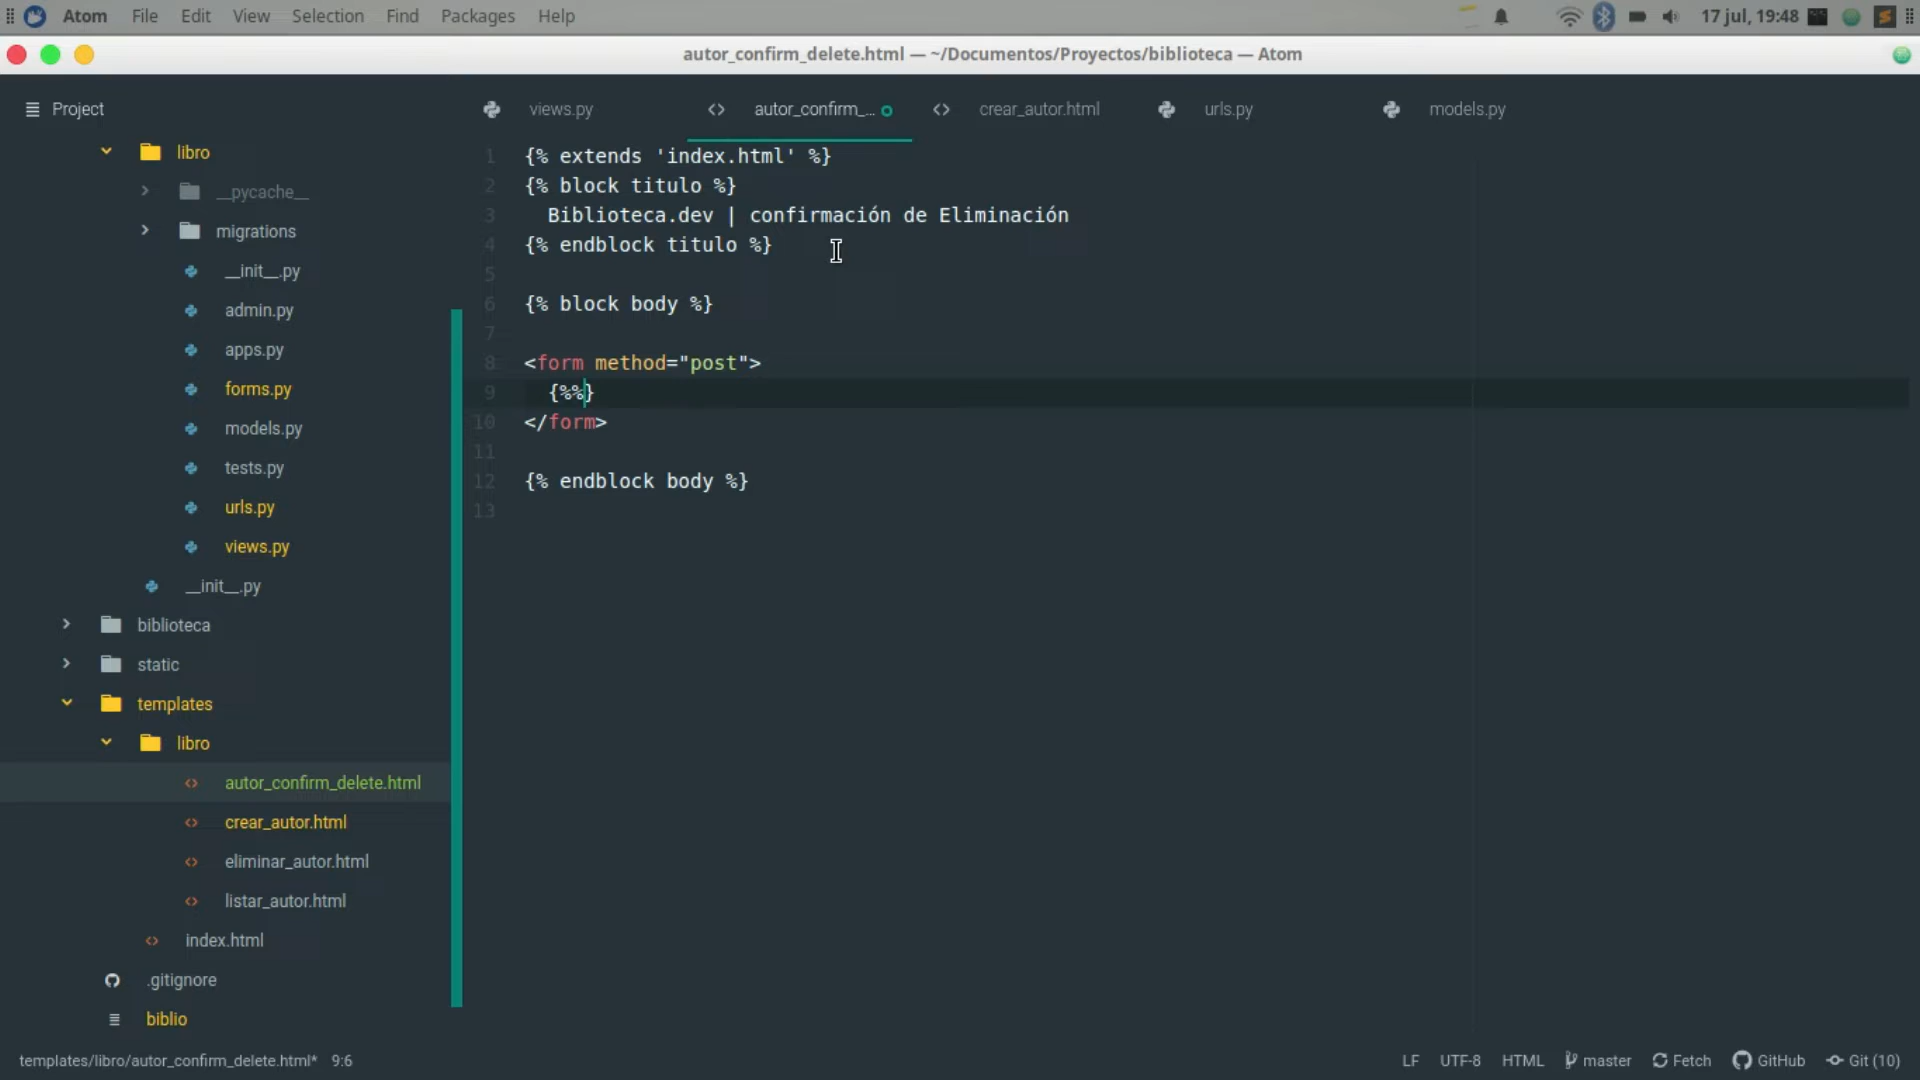 Atom File Edit View Selection Find Packages Help 17 jul, 19:48
autor_confirm_delete.html — ~/Documentos/Proyectos/biblioteca — Atom
Project
views.py autor_confirm_... crear_autor.html urls.py models.py
libro
__pycache__
migrations
__init__.py
admin.py
apps.py
forms.py
models.py
tests.py
urls.py
views.py
__init__.py
biblioteca
static
templates
libro
autor_confirm_delete.html
crear_autor.html
eliminar_autor.html
listar_autor.html
index.html
.gitignore
biblio
1 {% extends 'index.html' %}
2 {% block titulo %}
3 Biblioteca.dev | confirmación de Eliminación
4 {% endblock titulo %}
5
6 {% block body %}
7
8 <form method="post">
9 {%%}
10 </form>
11
12 {% endblock body %}
13
templates/libro/autor_confirm_delete.html* 9:6 LF UTF-8 HTML master Fetch GitHub Git (10)